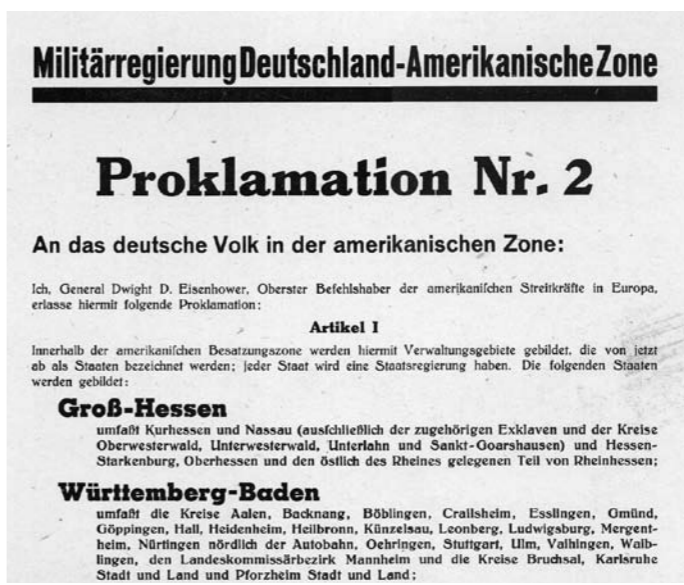 Militärregierung Deutschland-Amerikanische Zone
Proklamation Nr. 2
An das deutsche Volk in der amerikanischen Zone:
Ich, General Dwight D. Eisenhower, Oberster Befehlshaber der amerikanischen Streitkräfte in Europa,
erlasse hiermit folgende Proklamation:
Artikel I
Innerhalb der amerikanischen Besatzungszone werden hiermit Verwaltungsgebiete gebildet, die von jetzt
ab als Staaten bezeichnet werden; jeder Staat wird eine Staatsregierung haben. Die folgenden Staaten
werden gebildet:
Groß-Hessen
umfaßt Kurhessen und Nassau (ausschließlich der zugehörigen Exklaven und der Kreise
Oberwesterwald, Unterwesterwald, Unterlahn und Sankt-Goarshausen) und Hessen-
Starkenburg, Oberhessen und den östlich des Rheines gelegenen Teil von Rheinhessen;
Württemberg-Baden
umfaßt die Kreise Aalen, Backnang, Böblingen, Crailsheim, Esslingen, Gmünd,
Göppingen, Hall, Heidenheim, Heilbronn, Künzelsau, Leonberg, Ludwigsburg, Mergent-
heim, Nürtingen nördlich der Autobahn, Oehringen, Stuttgart, Ulm, Vaihingen, Waib-
lingen, den Landeskommissärbezirk Mannheim und die Kreise Bruchsal, Karlsruhe
Stadt und Land und Pforzheim Stadt und Land;